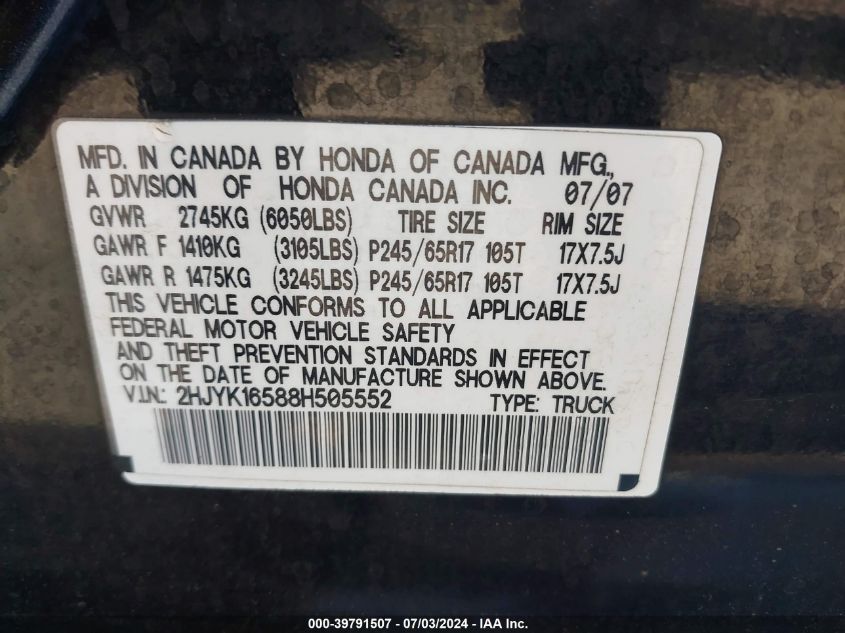 MFD. IN CANADA BY HONDA OF CANADA MFG.,
A DIVISION OF HONDA CANADA INC. 07/07
GVWR 2745KG (6050LBS) TIRE SIZE RIM SIZE
GAWR F 1410KG (3105LBS) P245/65R17 105T 17X7.5J
GAWR R 1475KG (3245LBS) P245/65R17 105T 17X7.5J
THIS VEHICLE CONFORMS TO ALL APPLICABLE
FEDERAL MOTOR VEHICLE SAFETY
AND THEFT PREVENTION STANDARDS IN EFFECT
ON THE DATE OF MANUFACTURE SHOWN ABOVE.
V.I.N.: 2HJYK16588H505552 TYPE: TRUCK
000-39791507 - 07/03/2024 - IAA Inc.